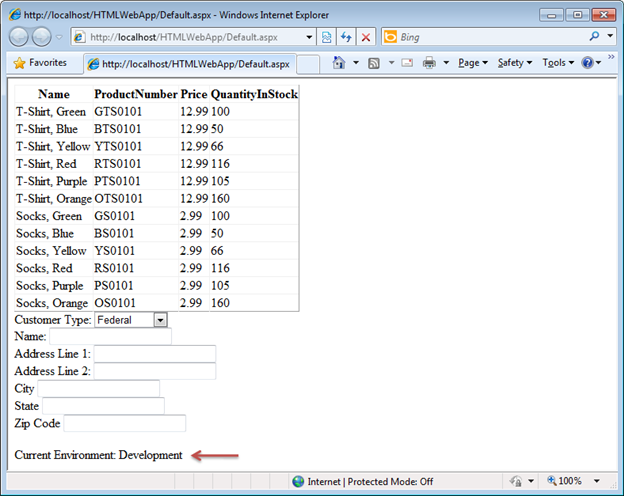 http://localhost/HTMLWebApp/Default.aspx - Windows Internet Explorer
http://localhost/HTMLWebApp/Default.aspx
Bing
Favorites http://localhost/HTMLWebApp/Default.aspx Page Safety Tools
Name ProductNumber Price QuantityInStock
T-Shirt, Green GTS0101 12.99 100
T-Shirt, Blue BTS0101 12.99 50
T-Shirt, Yellow YTS0101 12.99 66
T-Shirt, Red RTS0101 12.99 116
T-Shirt, Purple PTS0101 12.99 105
T-Shirt, Orange OTS0101 12.99 160
Socks, Green GS0101 2.99 100
Socks, Blue BS0101 2.99 50
Socks, Yellow YS0101 2.99 66
Socks, Red RS0101 2.99 116
Socks, Purple PS0101 2.99 105
Socks, Orange OS0101 2.99 160
Customer Type: Federal
Name:
Address Line 1:
Address Line 2:
City
State
Zip Code
Current Environment: Development
Internet | Protected Mode: Off 100%